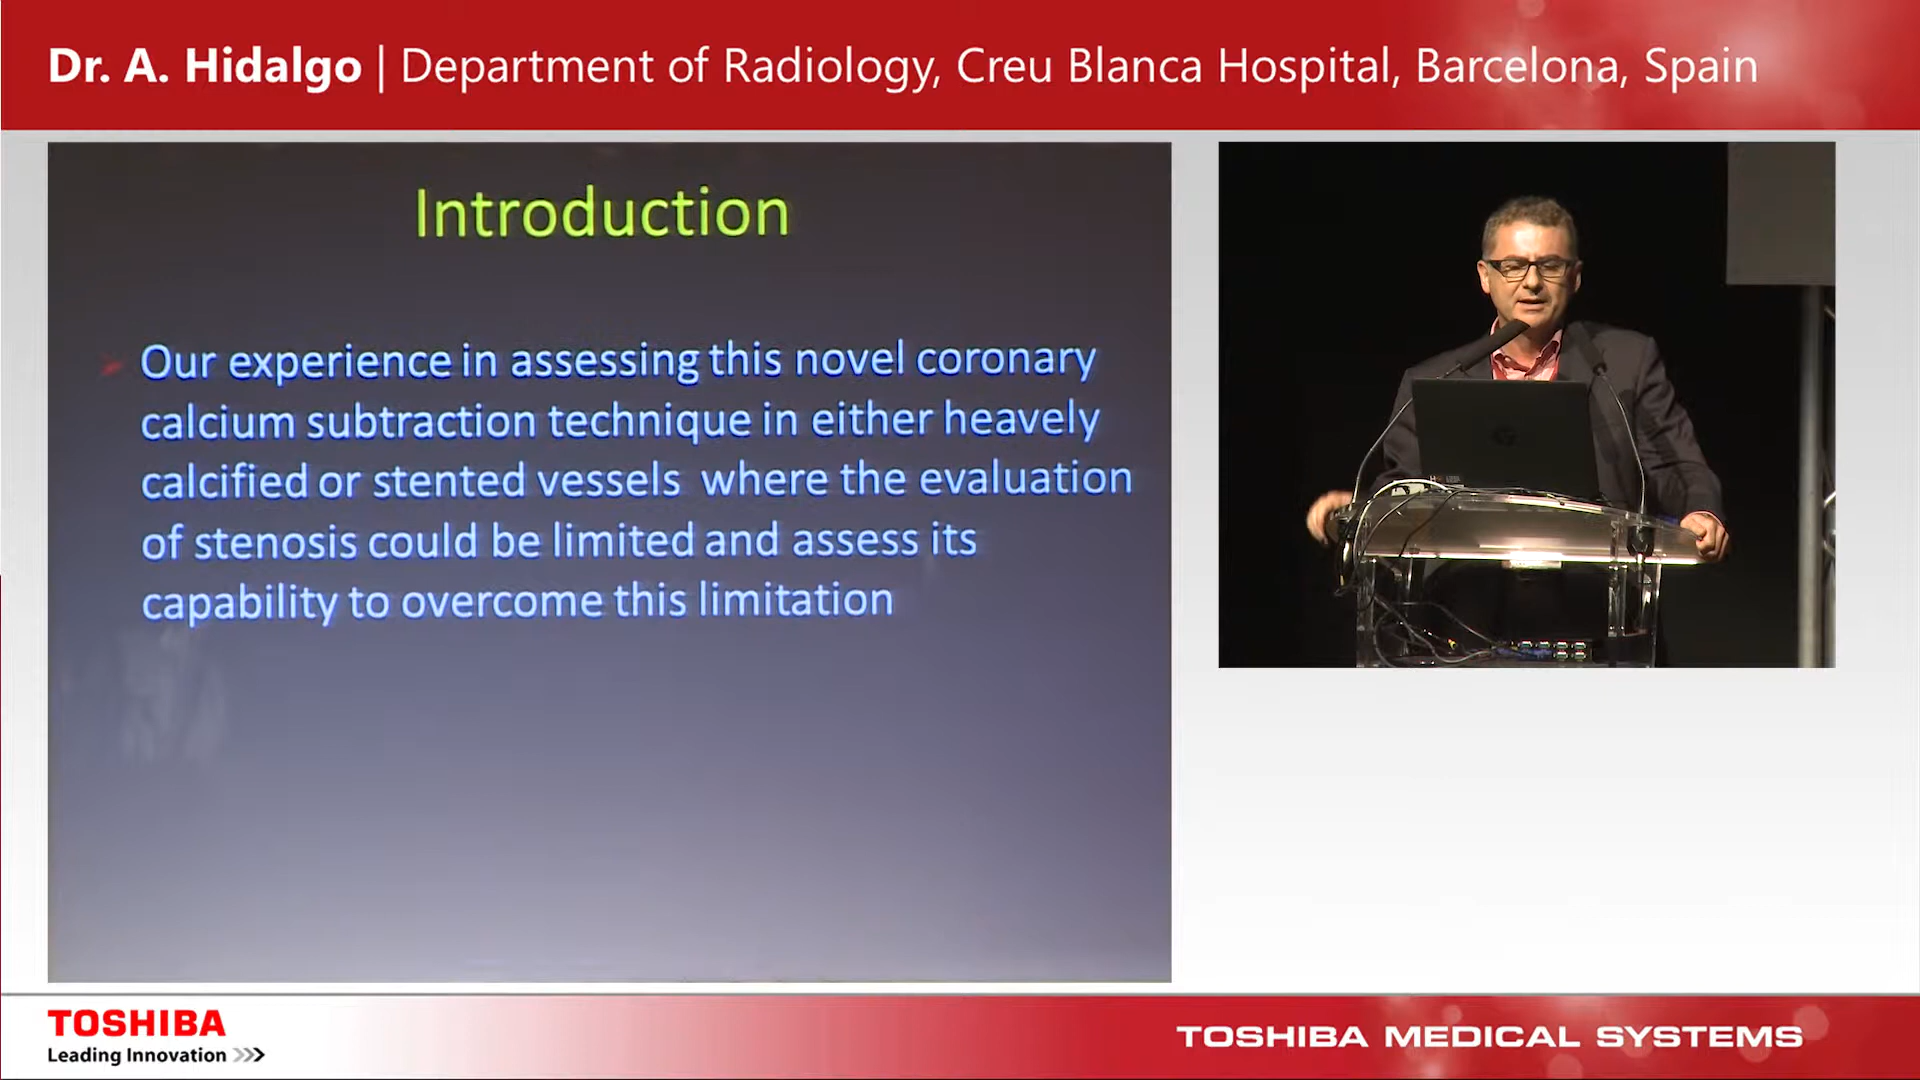 Dr. A. Hidalgo | Department of Radiology, Creu Blanca Hospital, Barcelona, Spain
Introduction
Our experience in assessing this novel coronary
calcium subtraction technique in either heavely
calcified or stented vessels where the evaluation
of stenosis could be limited and assess its
capability to overcome this limitation
TOSHIBA
Leading Innovation >>>
TOSHIBA MEDICAL SYSTEMS